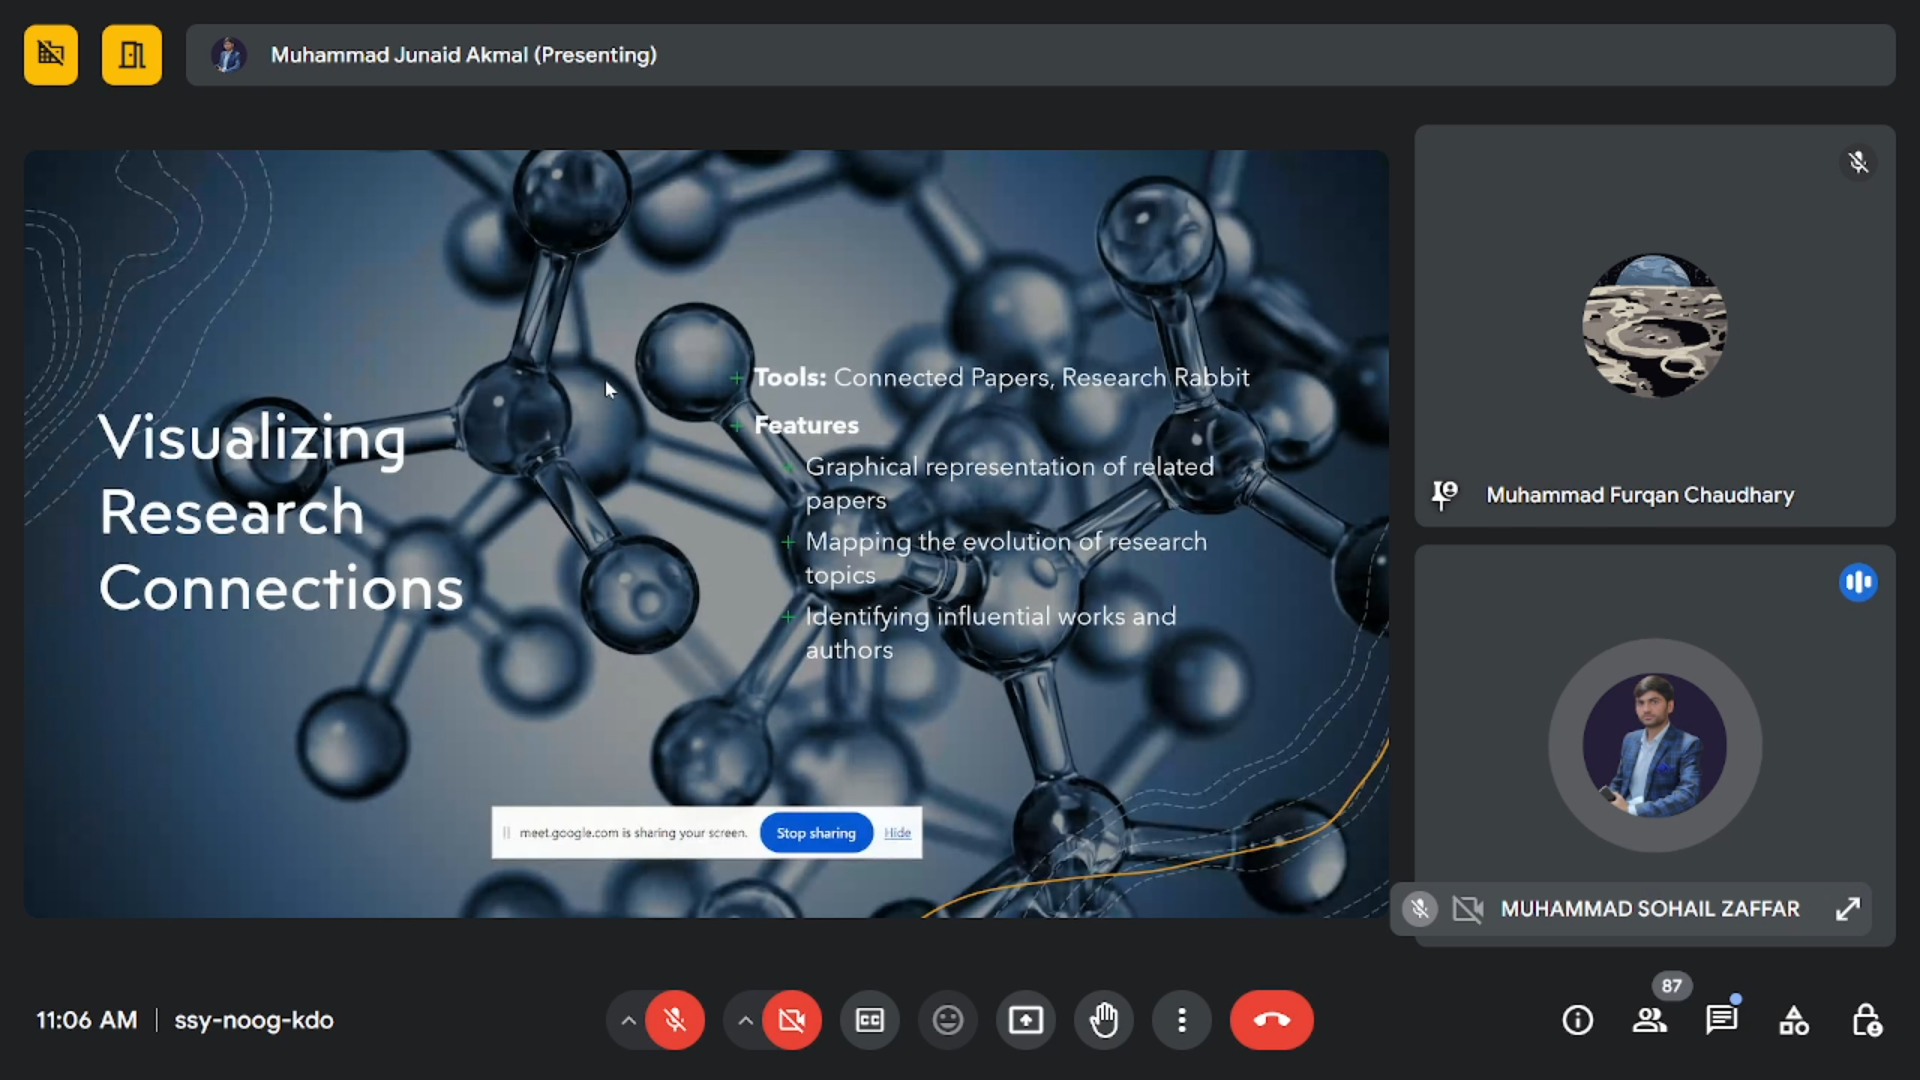 Muhammad Junaid Akmal (Presenting)
Visualizing
Research
Connections
+ Tools: Connected Papers, Research Rabbit
+ Features
+ Graphical representation of related
papers
+ Mapping the evolution of research
topics
+ Identifying influential works and
authors
meet.google.com is sharing your screen.
Stop sharing
Hide
Muhammad Furqan Chaudhary
MUHAMMAD SOHAIL ZAFFAR
11:06 AM | ssy-noog-kdo
CC
87